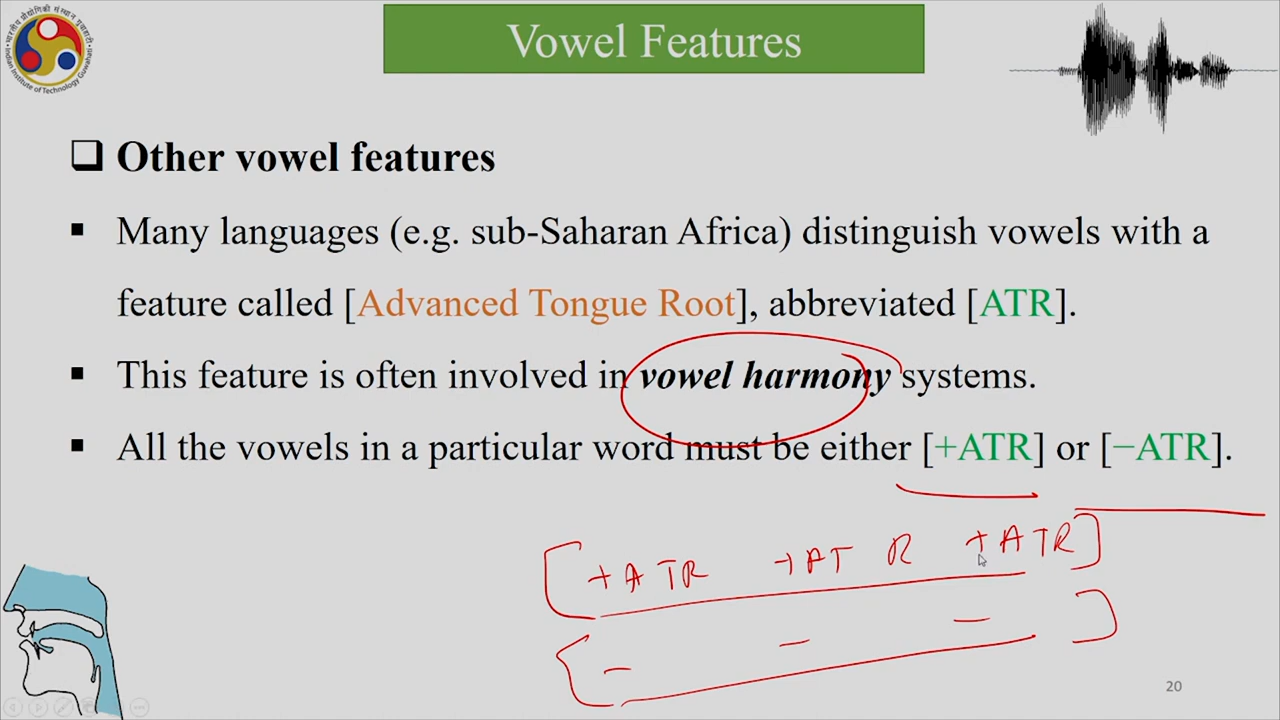 Vowel Features
❑ Other vowel features
▪ Many languages (e.g. sub-Saharan Africa) distinguish vowels with a
feature called [Advanced Tongue Root], abbreviated [ATR].
▪ This feature is often involved in vowel harmony systems.
▪ All the vowels in a particular word must be either [+ATR] or [−ATR].
[+ATR +ATR +ATR]
[− − −]
20